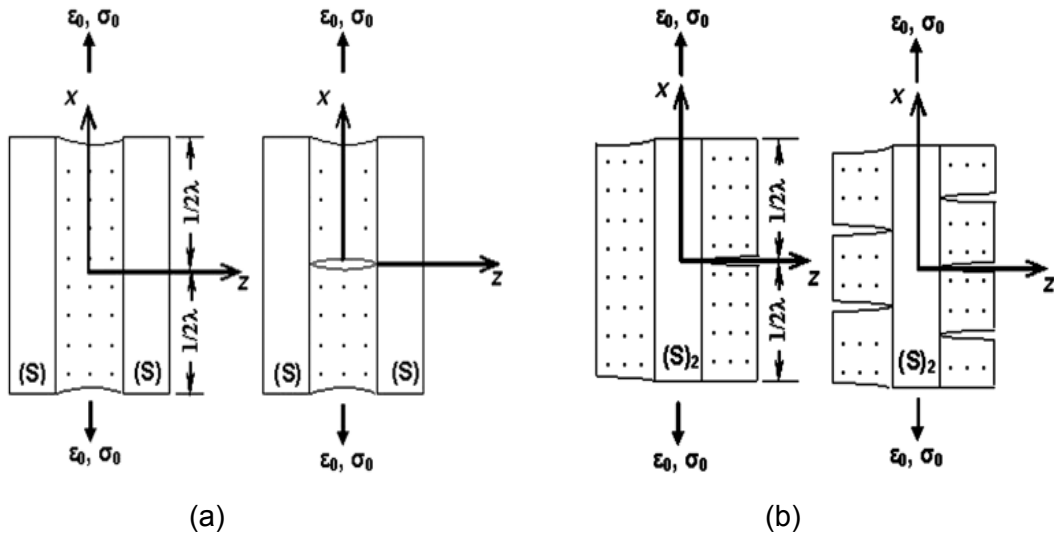 ε₀, σ₀
ε₀, σ₀
x
x
1/2λ
1/2λ
z
z
(S)
(S)
(S)
(S)
ε₀, σ₀
ε₀, σ₀
(a)
ε₀, σ₀
ε₀, σ₀
x
x
1/2λ
1/2λ
z
z
(S)₂
(S)₂
ε₀, σ₀
ε₀, σ₀
(b)